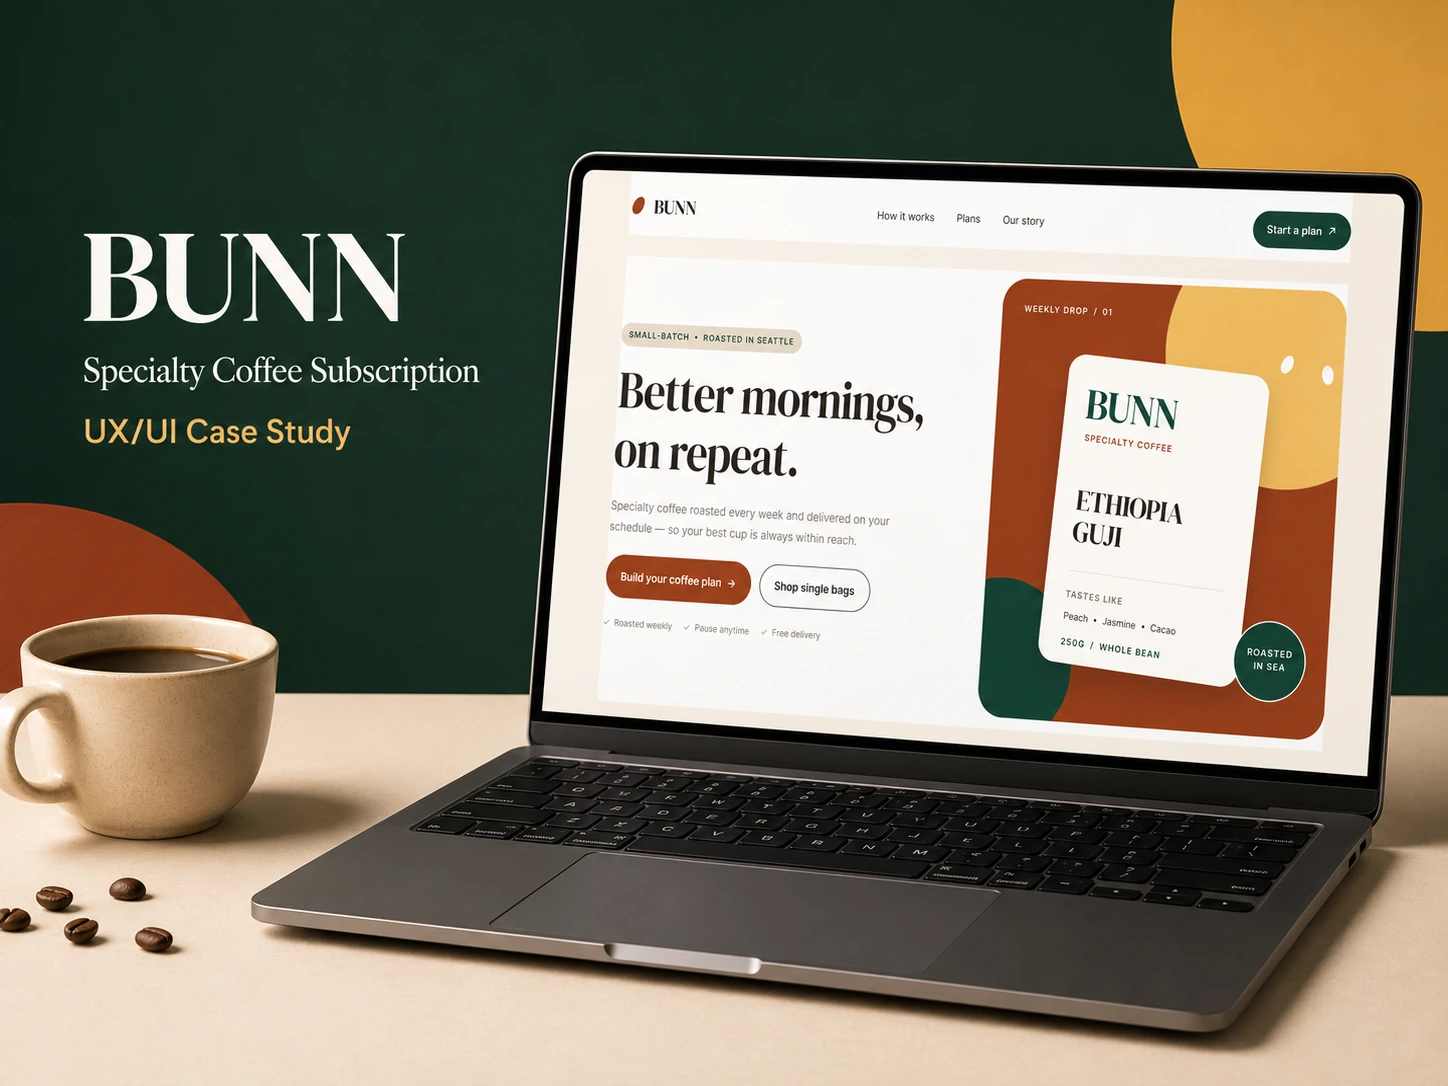 BUNN
Specialty Coffee Subscription
UX/UI Case Study
BUNN
How it works
Plans
Our story
Start a plan ↗
SMALL-BATCH • ROASTED IN SEATTLE
Better mornings,
on repeat.
Specialty coffee roasted every week and delivered on your
schedule — so your best cup is always within reach.
Build your coffee plan →
Shop single bags
✓ Roasted weekly
✓ Pause anytime
✓ Free delivery
WEEKLY DROP / 01
BUNN
SPECIALTY COFFEE
ETHIOPIA
GUJI
TASTES LIKE
Peach • Jasmine • Cacao
250G / WHOLE BEAN
ROASTED
IN SEA